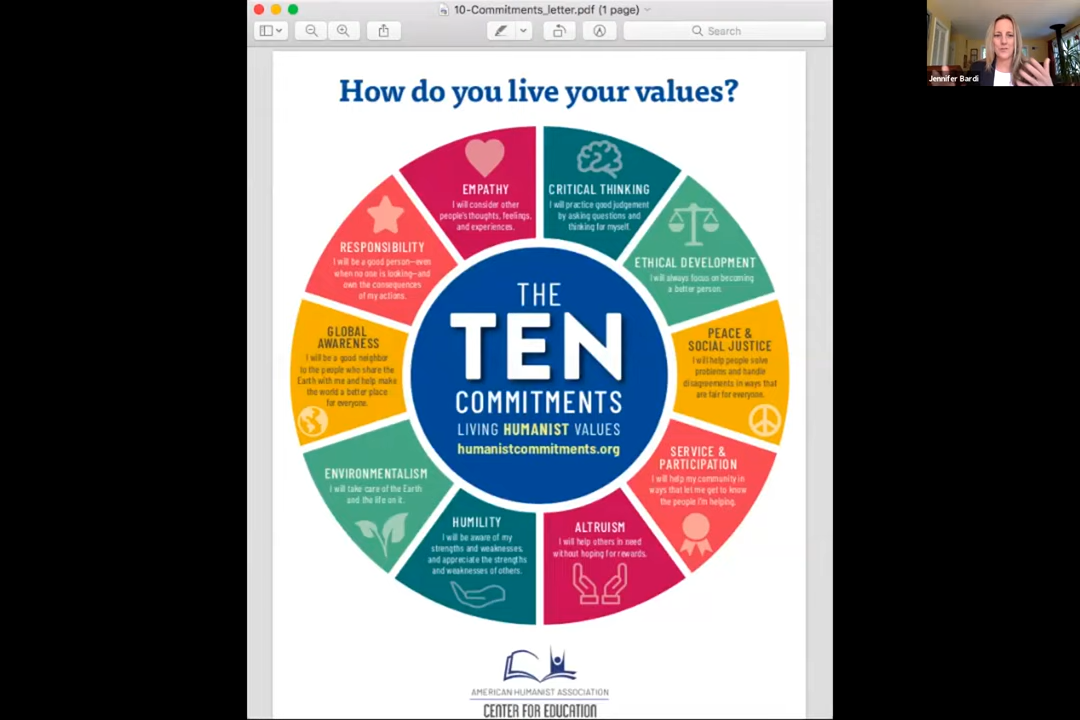 10-Commitments_letter.pdf (1 page)
Search
Jennifer Bardi
How do you live your values?
EMPATHY
I will consider other
people's thoughts, feelings,
and experiences.
CRITICAL THINKING
I will practice good judgement
by asking questions and
thinking for myself.
ETHICAL DEVELOPMENT
I will always focus on becoming
a better person.
PEACE &
SOCIAL JUSTICE
I will help people solve
problems and handle
disagreements in ways that
are fair for everyone.
SERVICE &
PARTICIPATION
I will help my community in
ways that let me get to know
the people I'm helping.
ALTRUISM
I will help others in need
without hoping for rewards.
HUMILITY
I will be aware of my
strengths and weaknesses,
and appreciate the strengths
and weaknesses of others.
ENVIRONMENTALISM
I will take care of the Earth
and the life on it.
GLOBAL
AWARENESS
I will be a good neighbor
to the people who share the
Earth with me and help make
the world a better place
for everyone.
RESPONSIBILITY
I will be a good person—even
when no one is looking—and
own the consequences
of my actions.
THE
TEN
COMMITMENTS
LIVING HUMANIST VALUES
humanistcommitments.org
AMERICAN HUMANIST ASSOCIATION
CENTER FOR EDUCATION